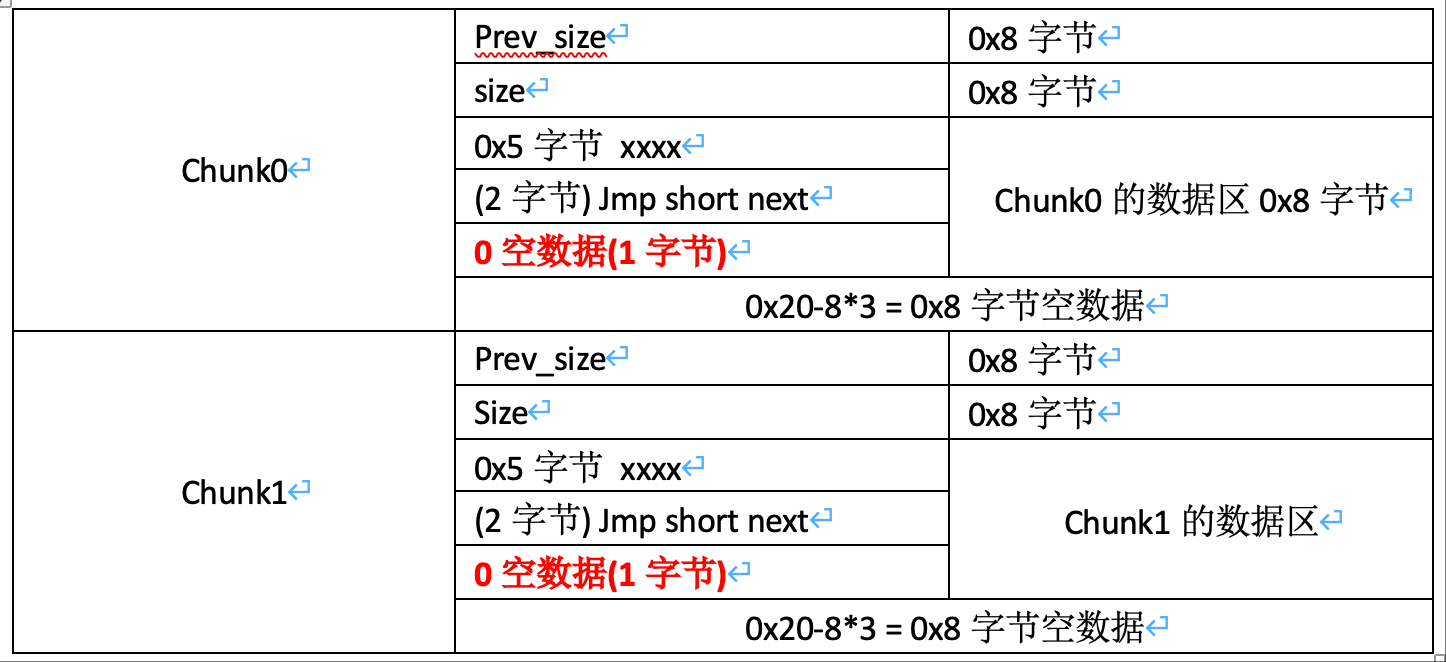 Prev_size
0x8 字节
size
0x8 字节
Chunk0
0x5 字节 xxxx
(2 字节) Jmp short next
Chunk0 的数据区 0x8 字节
0 空数据(1 字节)
0x20-8*3 = 0x8 字节空数据
Prev_size
0x8 字节
Size
0x8 字节
Chunk1
0x5 字节 xxxx
(2 字节) Jmp short next
Chunk1 的数据区
0 空数据(1 字节)
0x20-8*3 = 0x8 字节空数据